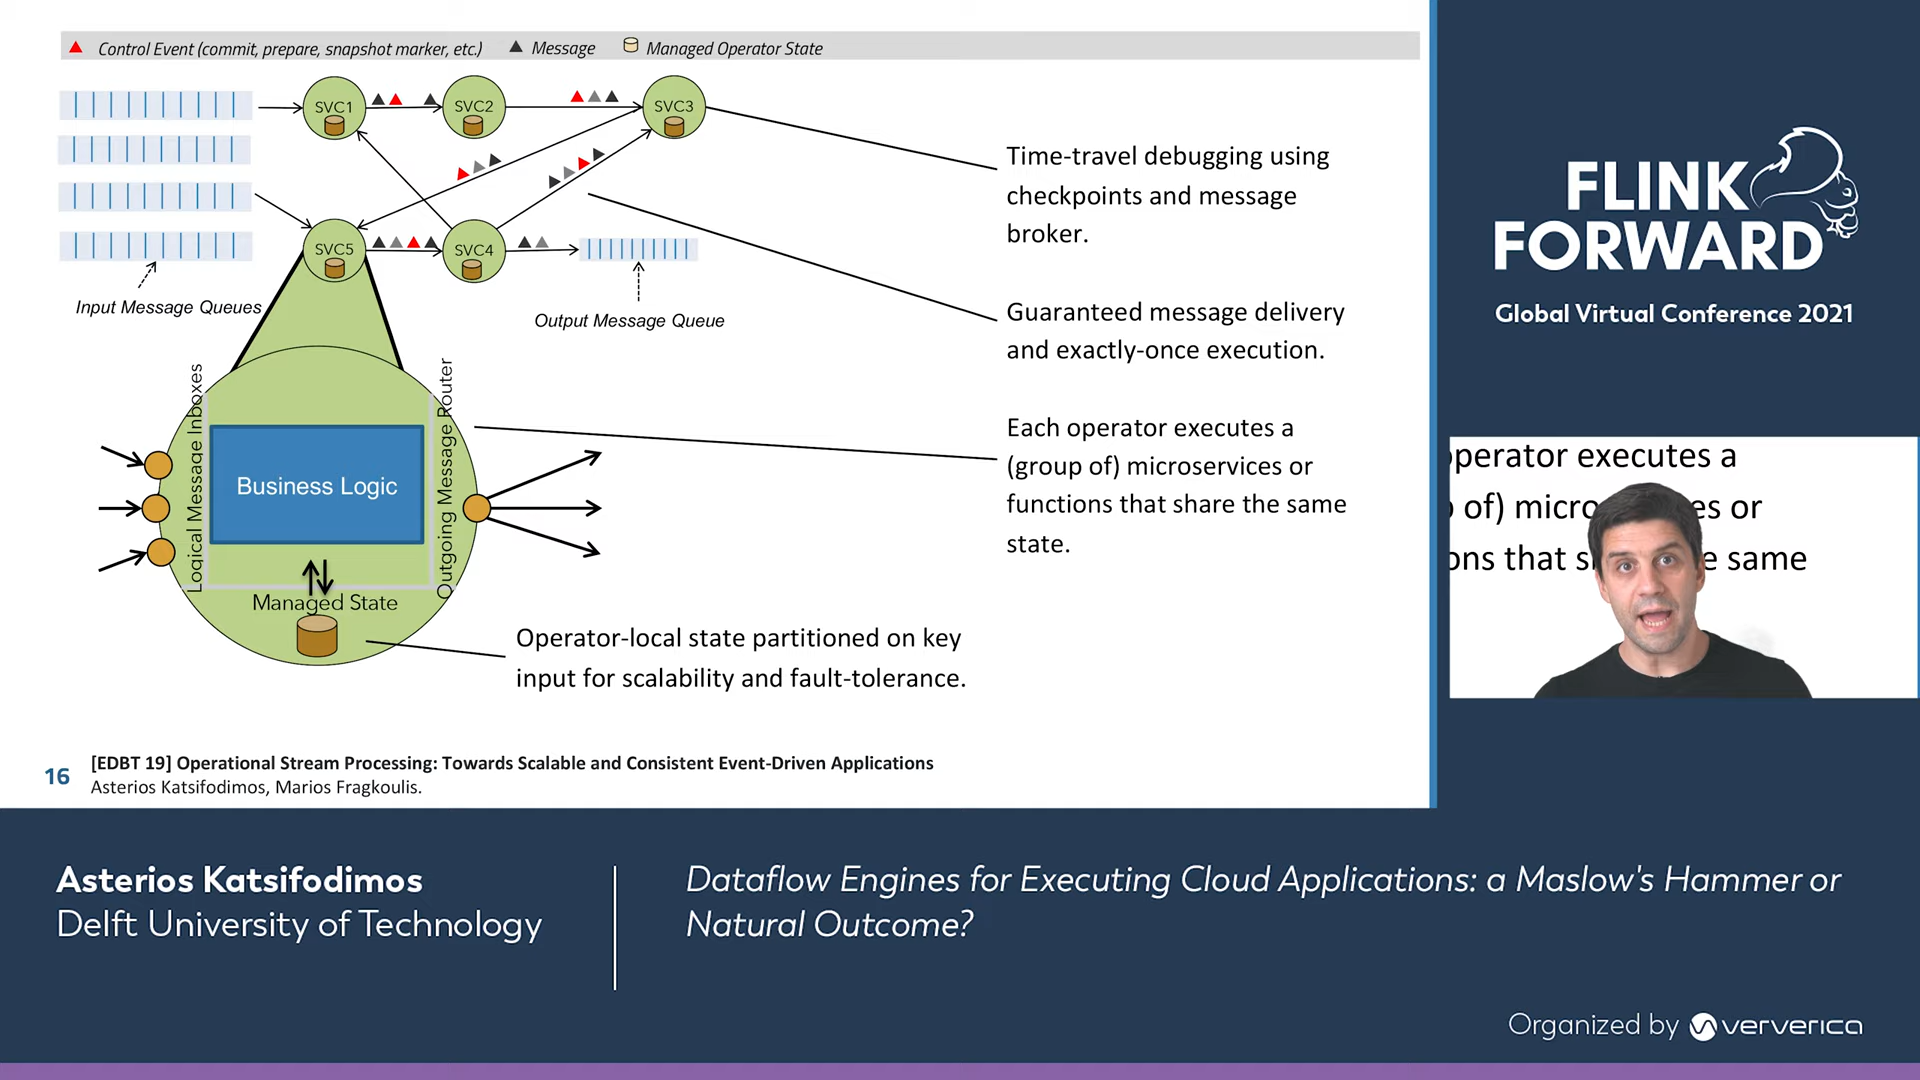 Control Event (commit, prepare, snapshot marker, etc.) Message Managed Operator State
SVC1
SVC2
SVC3
SVC5
SVC4
Input Message Queues
Output Message Queue
Logical Message Inboxes
Business Logic
Outgoing Message Router
Managed State
Time-travel debugging using
checkpoints and message
broker.
Guaranteed message delivery
and exactly-once execution.
Each operator executes a
(group of) microservices or
functions that share the same
state.
Operator-local state partitioned on key
input for scalability and fault-tolerance.
16
[EDBT 19] Operational Stream Processing: Towards Scalable and Consistent Event-Driven Applications
Asterios Katsifodimos, Marios Fragkoulis.
FLINK
FORWARD
Global Virtual Conference 2021
perator executes a
of) micro es or
ons that s e same
Asterios Katsifodimos
Delft University of Technology
Dataflow Engines for Executing Cloud Applications: a Maslow's Hammer or
Natural Outcome?
Organized by ververica